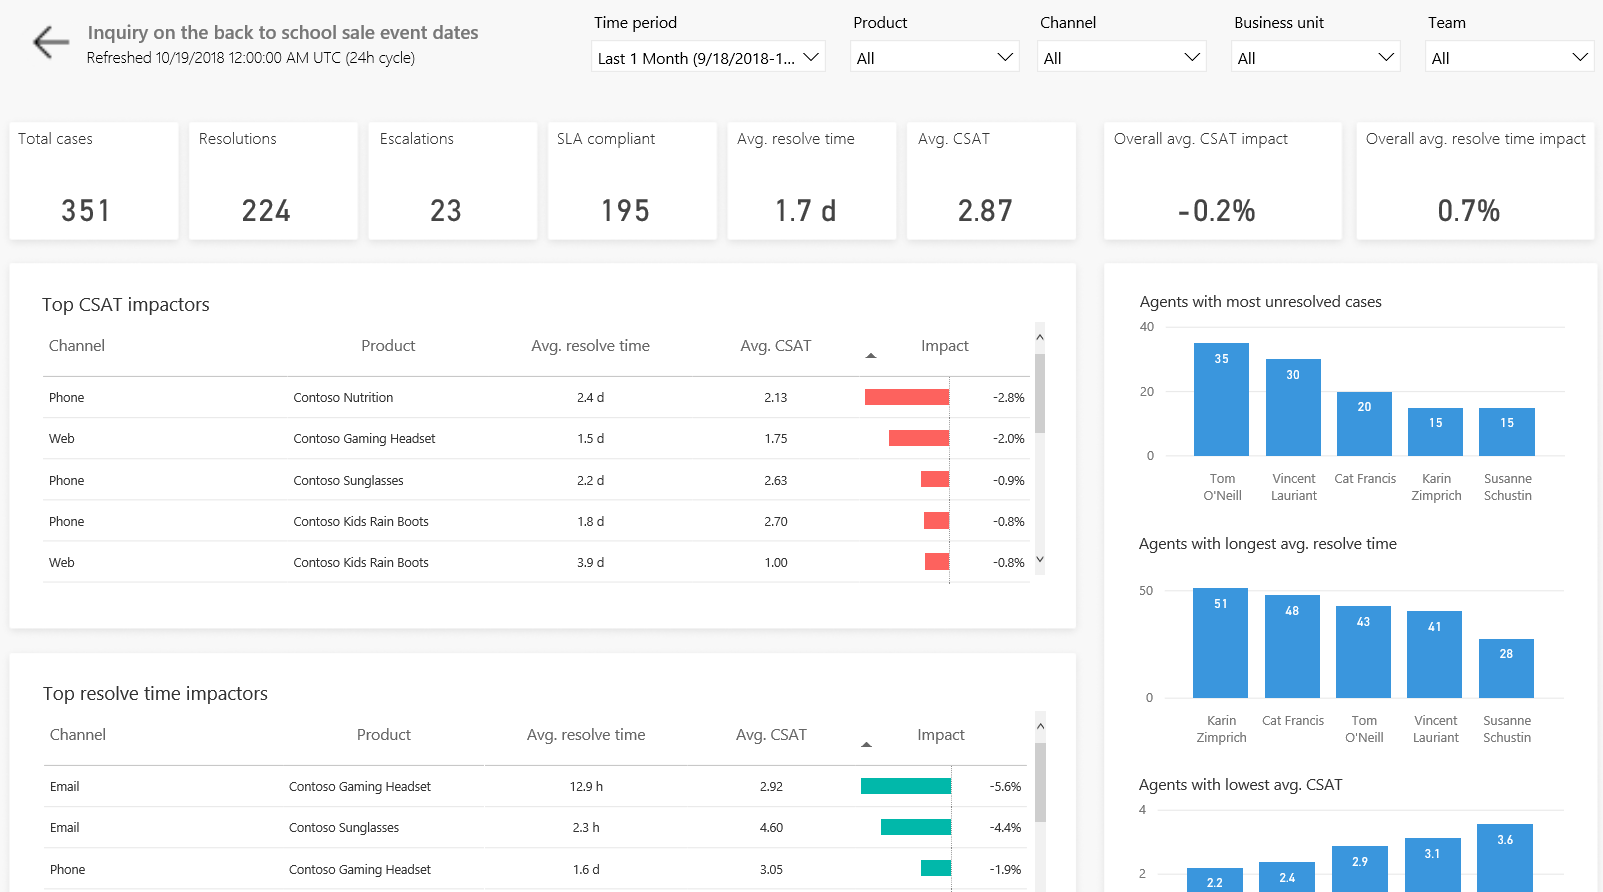 Inquiry on the back to school sale event dates
Refreshed 10/19/2018 12:00:00 AM UTC (24h cycle)
Time period
Last 1 Month (9/18/2018-1...
Product
All
Channel
All
Business unit
All
Team
All
Total cases
351
Resolutions
224
Escalations
23
SLA compliant
195
Avg. resolve time
1.7 d
Avg. CSAT
2.87
Overall avg. CSAT impact
-0.2%
Overall avg. resolve time impact
0.7%
Top CSAT impactors
Channel Product Avg. resolve time Avg. CSAT Impact
Phone Contoso Nutrition 2.4 d 2.13 -2.8%
Web Contoso Gaming Headset 1.5 d 1.75 -2.0%
Phone Contoso Sunglasses 2.2 d 2.63 -0.9%
Phone Contoso Kids Rain Boots 1.8 d 2.70 -0.8%
Web Contoso Kids Rain Boots 3.9 d 1.00 -0.8%
Top resolve time impactors
Channel Product Avg. resolve time Avg. CSAT Impact
Email Contoso Gaming Headset 12.9 h 2.92 -5.6%
Email Contoso Sunglasses 2.3 h 4.60 -4.4%
Phone Contoso Gaming Headset 1.6 d 3.05 -1.9%
Agents with most unresolved cases
40
20
0
35 30 20 15 15
Tom O'Neill
Vincent Lauriant
Cat Francis
Karin Zimprich
Susanne Schustin
Agents with longest avg. resolve time
50
0
51 48 43 41 28
Karin Zimprich
Cat Francis
Tom O'Neill
Vincent Lauriant
Susanne Schustin
Agents with lowest avg. CSAT
4
2
2.2 2.4 2.9 3.1 3.6